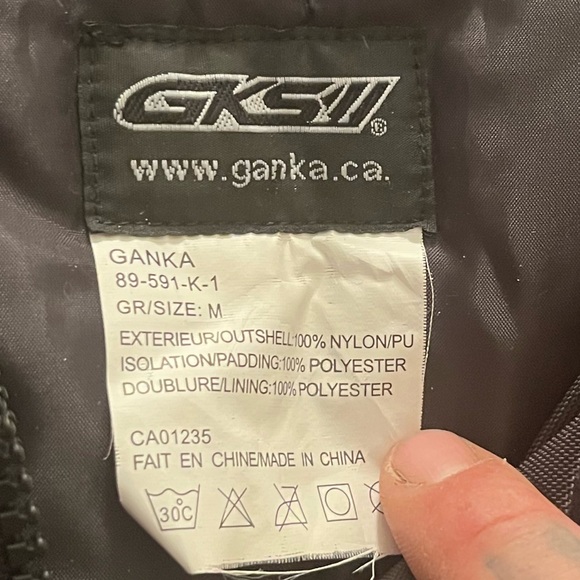 GKS///®
www.ganka.ca.
GANKA
89-591-K-1
GR/SIZE: M
EXTERIEUR/OUTSHELL:100% NYLON/PU
ISOLATION/PADDING:100% POLYESTER
DOUBLURE/LINING:100% POLYESTER
CA01235
FAIT EN CHINE/MADE IN CHINA
30C